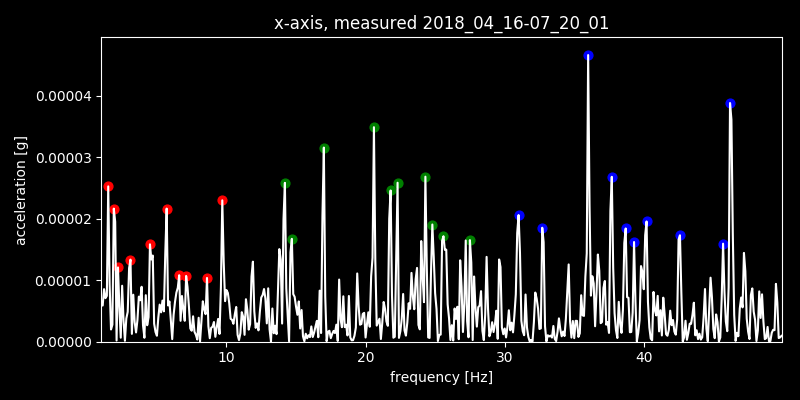 x-axis, measured 2018_04_16-07_20_01
acceleration [g]
0.00004
0.00003
0.00002
0.00001
0.00000
10 20 30 40
frequency [Hz]